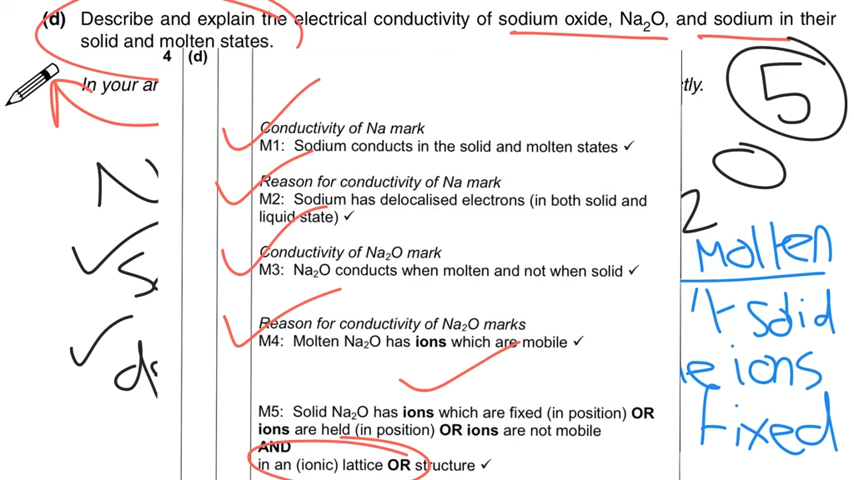 (d) Describe and explain the electrical conductivity of sodium oxide, Na₂O, and sodium in their
solid and molten states.
4 (d)
In your an
tly.
5
Conductivity of Na mark
M1: Sodium conducts in the solid and molten states ✓
Reason for conductivity of Na mark
M2: Sodium has delocalised electrons (in both solid and
liquid state) ✓
Conductivity of Na₂O mark
M3: Na₂O conducts when molten and not when solid ✓
Reason for conductivity of Na₂O marks
M4: Molten Na₂O has ions which are mobile ✓
M5: Solid Na₂O has ions which are fixed (in position) OR
ions are held (in position) OR ions are not mobile
AND
in an (ionic) lattice OR structure ✓
2 O
Molten
't solid
ions
Fixed